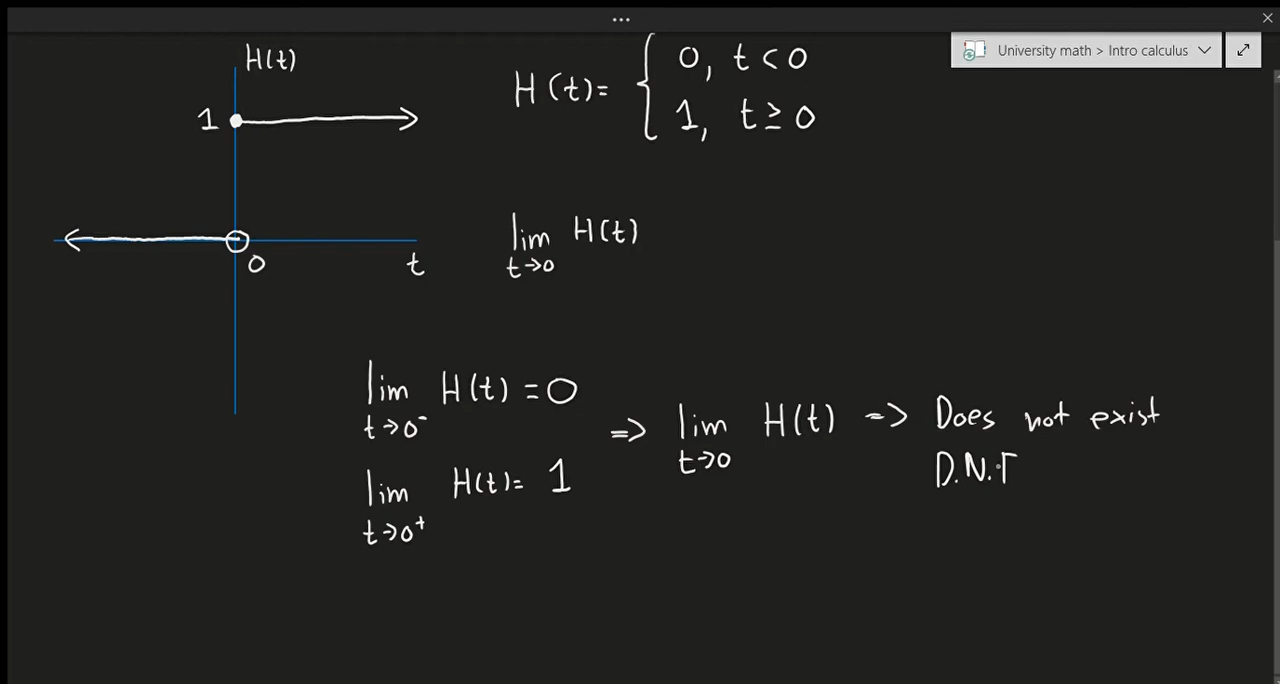 University math > Intro calculus
H(t)
H(t)= { 0, t < 0
1, t ≥ 0
1
0
t
lim H(t)
t→0
lim H(t) = 0
t→0⁻
=> lim H(t) => Does not exist
t→0
D.N.F
lim H(t)= 1
t→0⁺